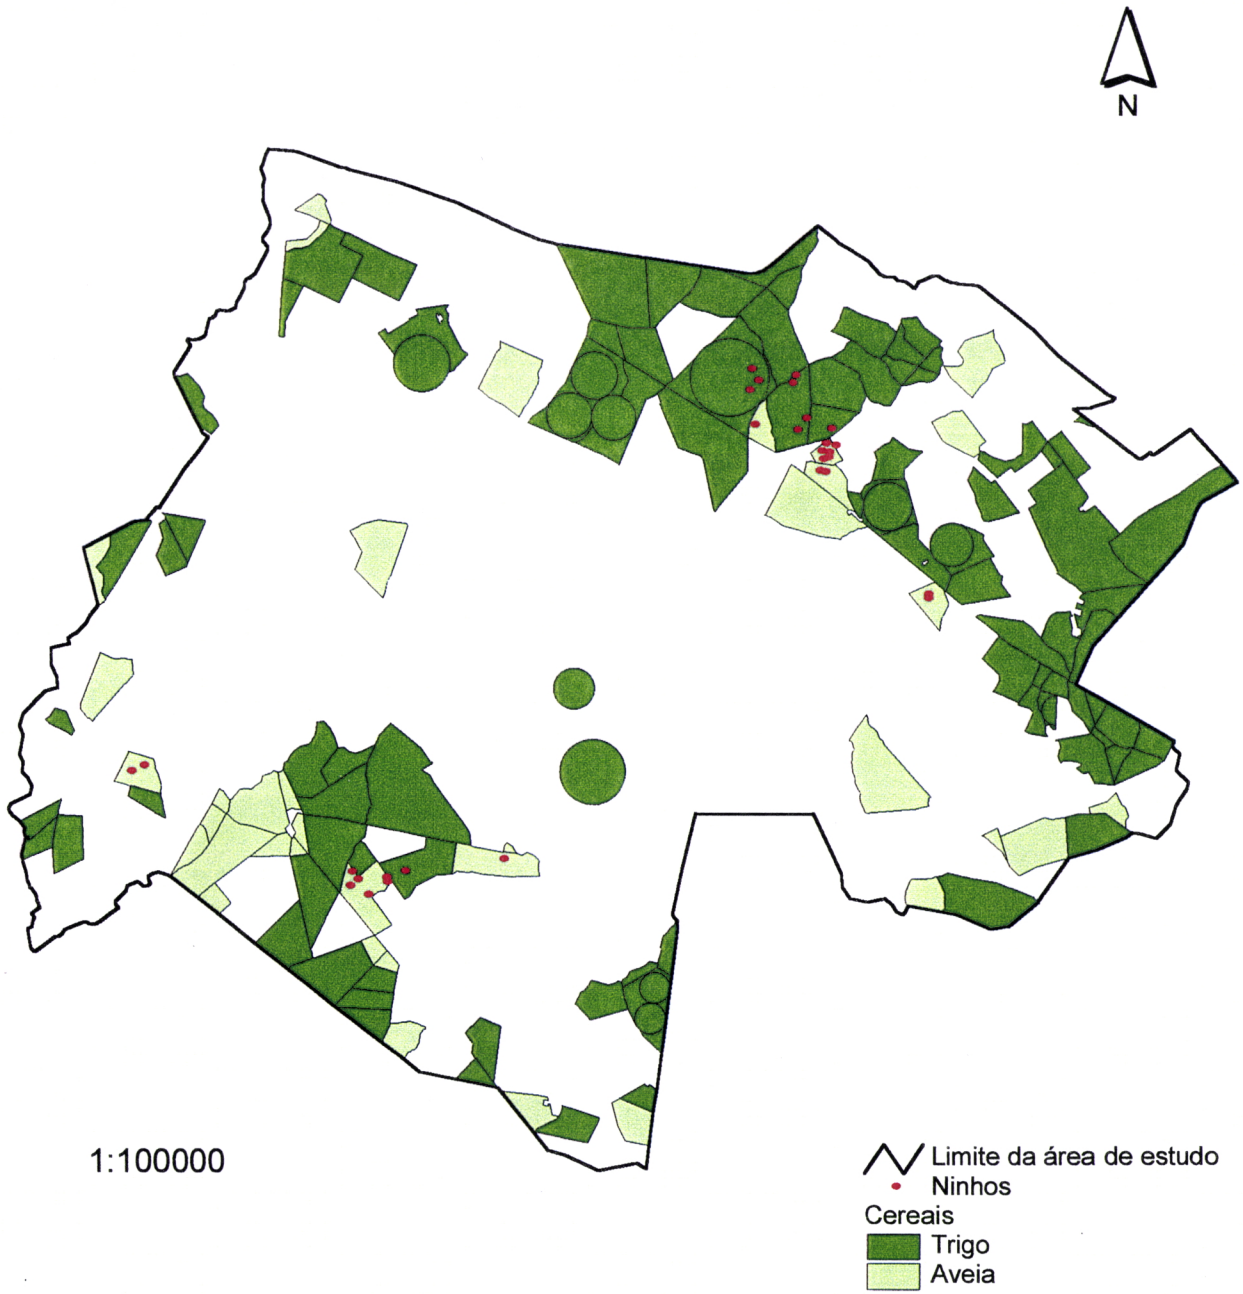 N
1:100000
Limite da área de estudo
Ninhos
Cereais
Trigo
Aveia